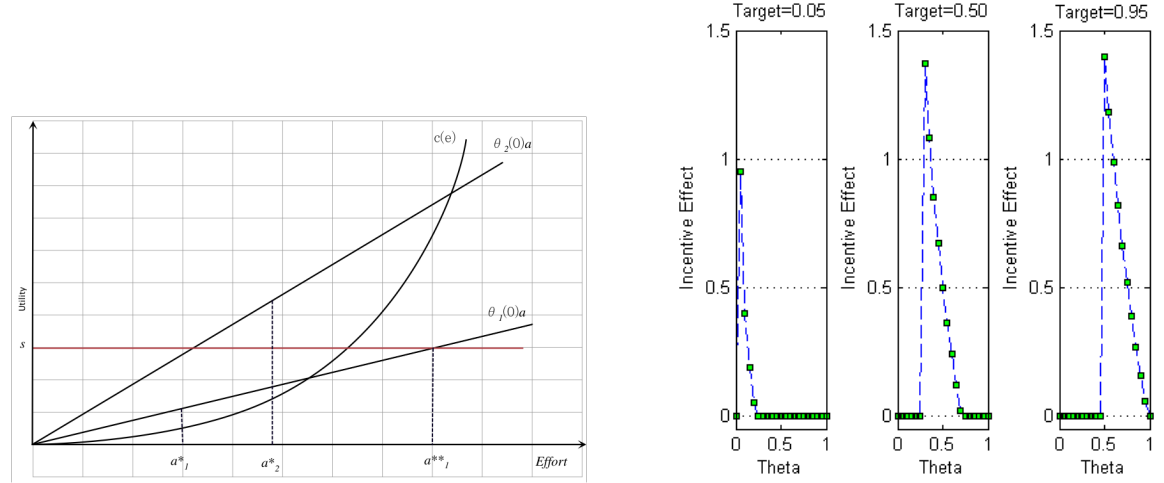 c(e)
θ₂(0)a
Utility
θ₁(0)a
s
a*₁
a*₂
a**₁
Effort
Target=0.05
1.5
1
0.5
0
Incentive Effect
0 0.5 1
Theta
Target=0.50
1.5
1
0.5
0
Incentive Effect
0 0.5 1
Theta
Target=0.95
1.5
1
0.5
0
Incentive Effect
0 0.5 1
Theta